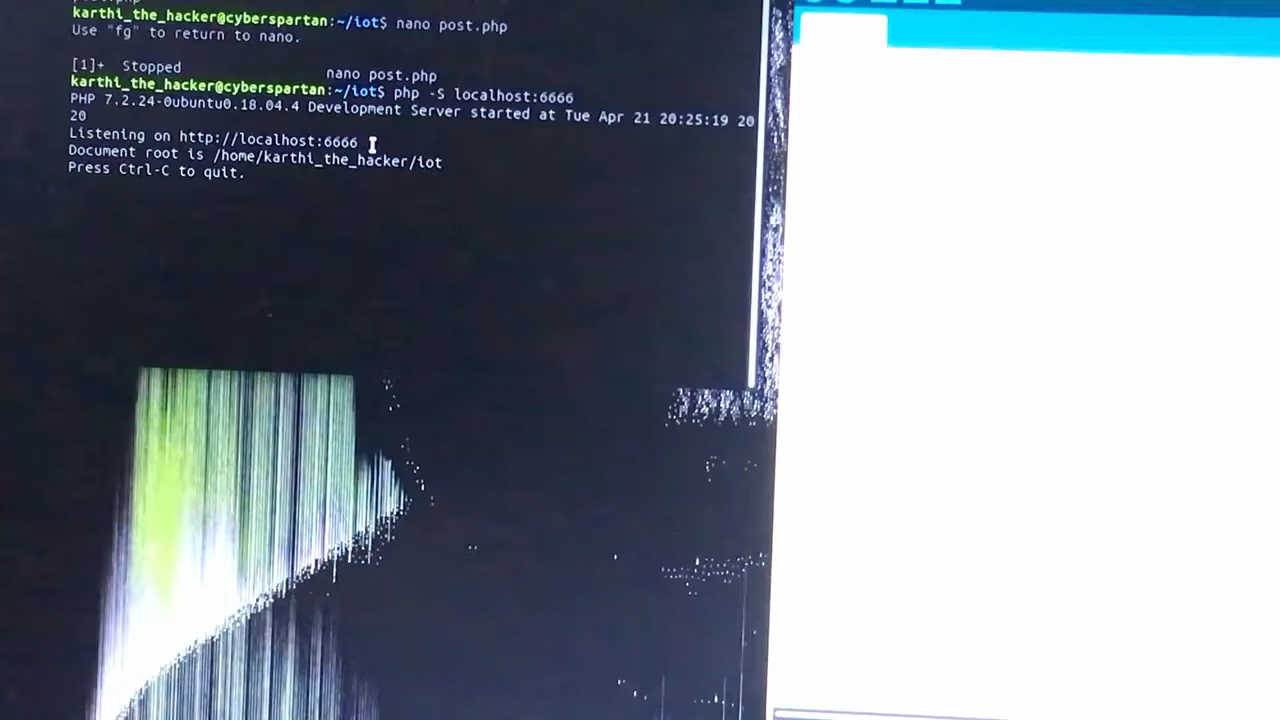 karthi_the_hacker@cyberspartan:~/iot$ nano post.php
Use "fg" to return to nano.
[1]+  Stopped                 nano post.php
karthi_the_hacker@cyberspartan:~/iot$ php -S localhost:6666
PHP 7.2.24-0ubuntu0.18.04.4 Development Server started at Tue Apr 21 20:25:19 20
20
Listening on http://localhost:6666
Document root is /home/karthi_the_hacker/iot
Press Ctrl-C to quit.